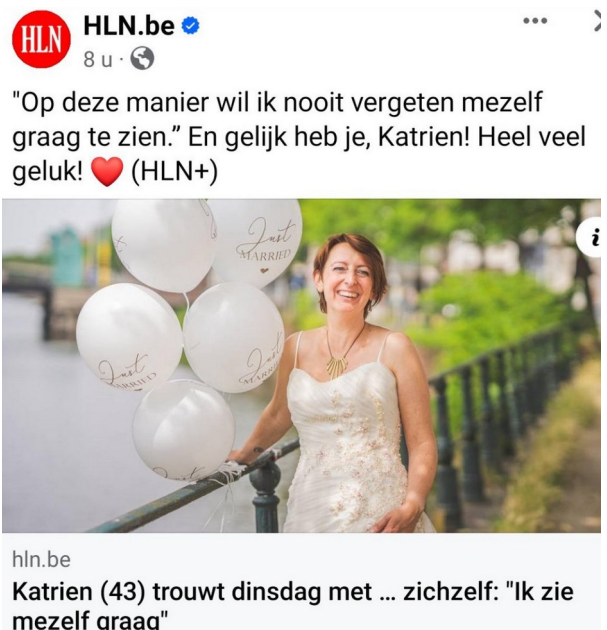 HLN
HLN.be
8 u ·
"Op deze manier wil ik nooit vergeten mezelf
graag te zien.” En gelijk heb je, Katrien! Heel veel
geluk! ❤️ (HLN+)
Just
MARRIED
Just
MARRIED
Just
MARRIED
i
hln.be
Katrien (43) trouwt dinsdag met ... zichzelf: "Ik zie
mezelf graag"